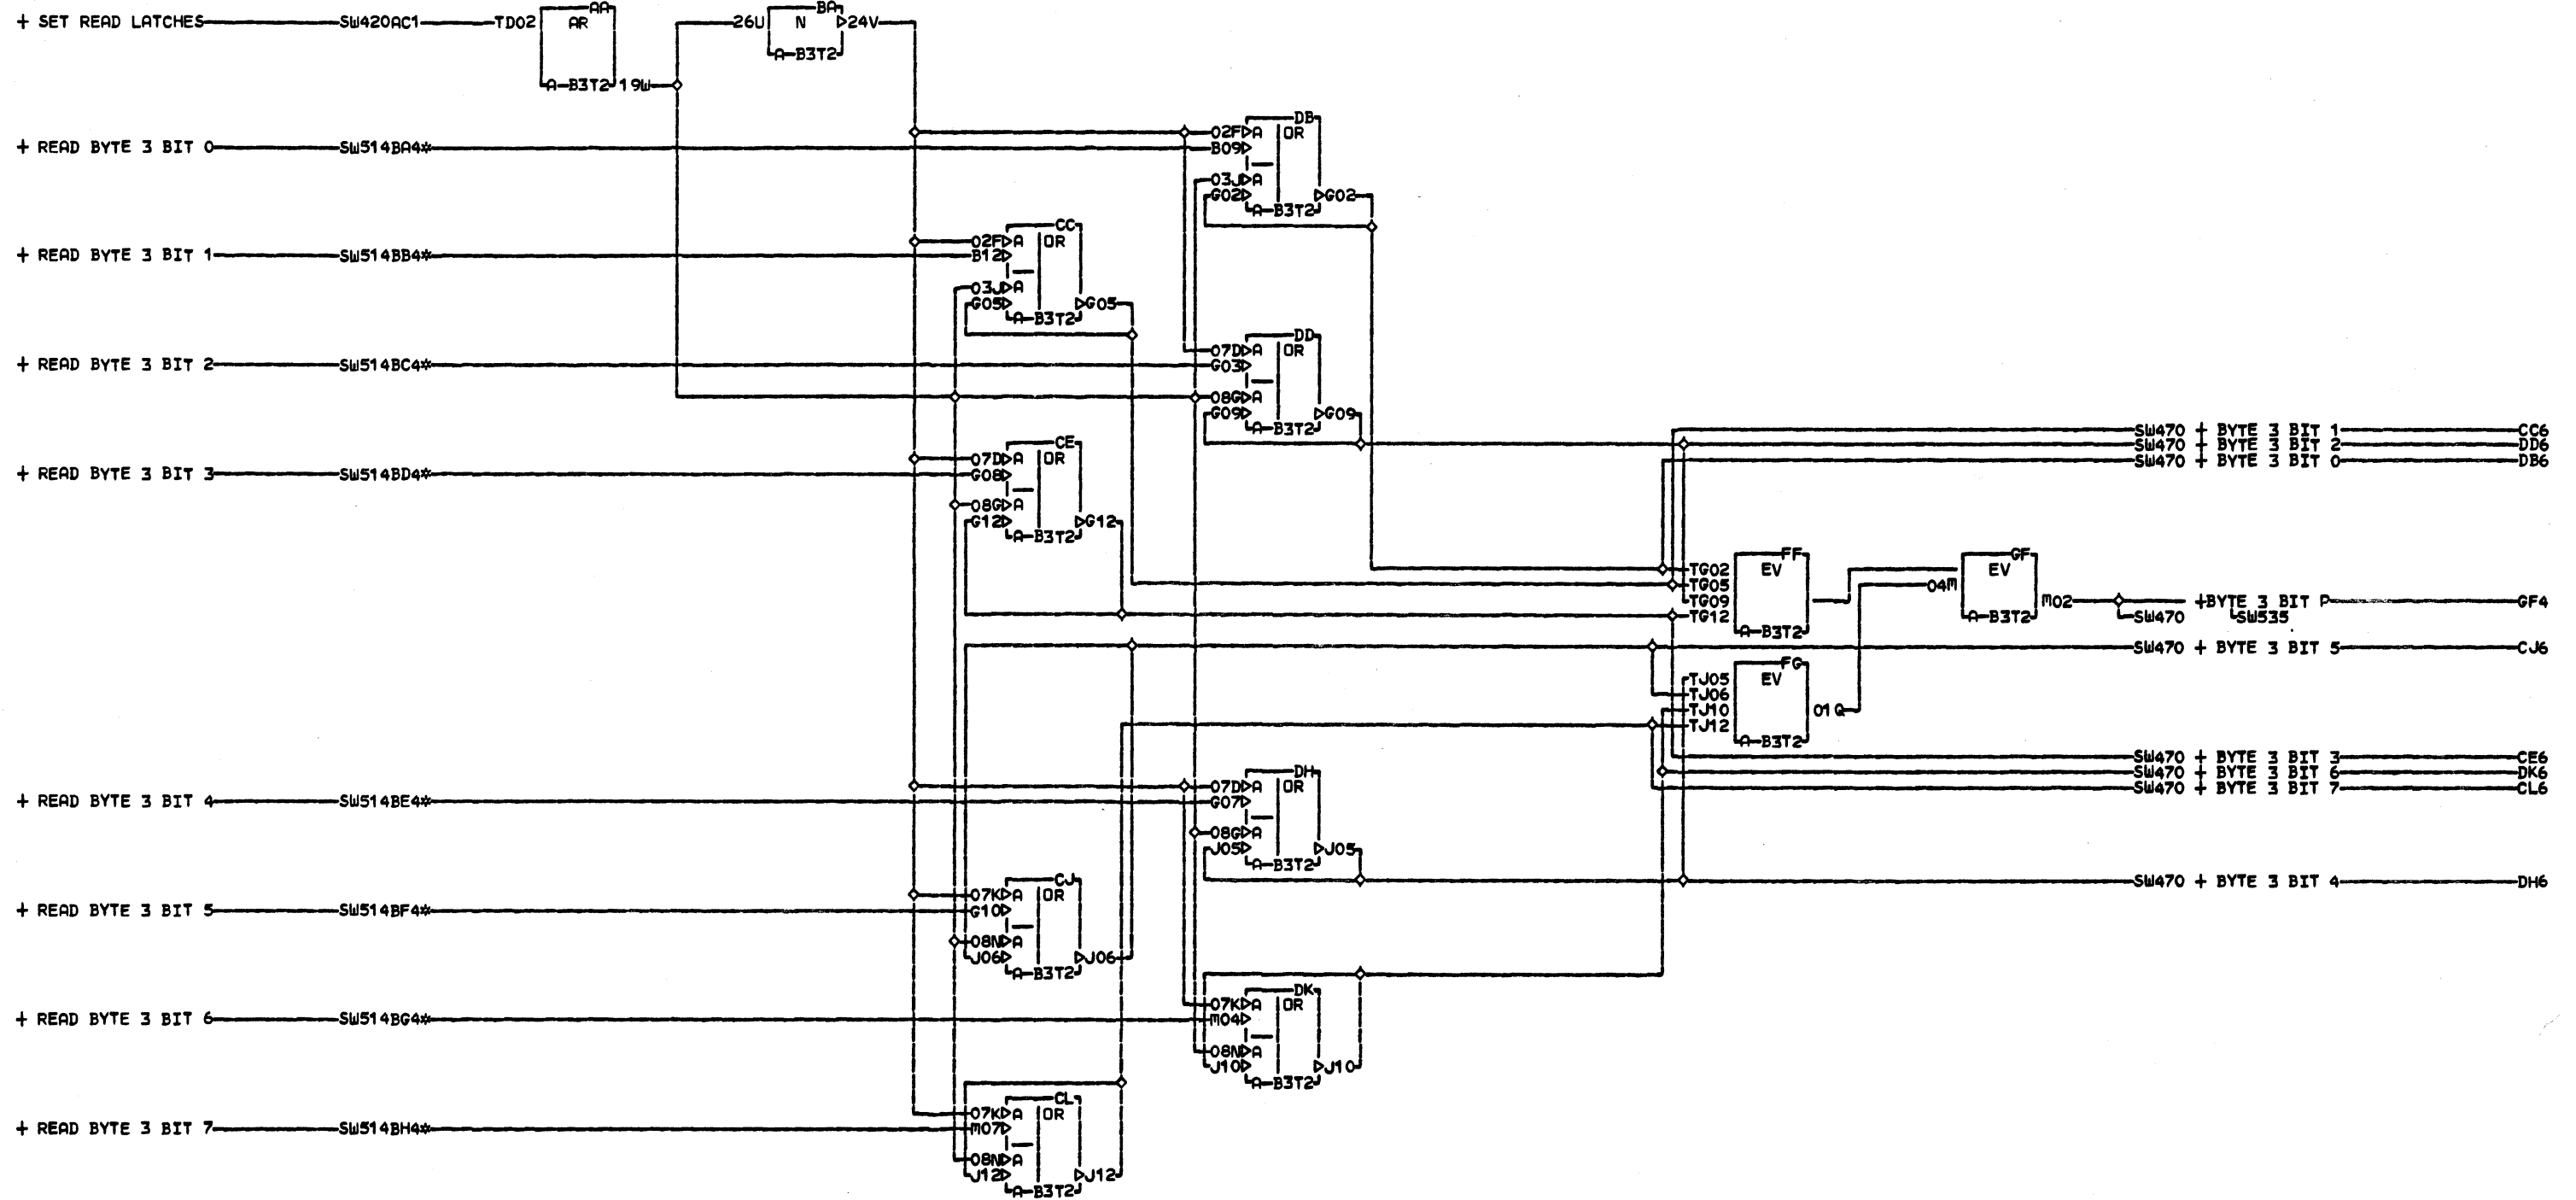 + SET READ LATCHES SW420AC1 TD02
AA
AR
A B3T2 19W
26U
BA
N
24V
A B3T2
+ READ BYTE 3 BIT 0 SW514BA4*
DB
02F A OR
B09
03J A
G02 G02
A B3T2
+ READ BYTE 3 BIT 1 SW514BB4*
CC
02F A OR
B12
03J A
G05 G05
A B3T2
+ READ BYTE 3 BIT 2 SW514BC4*
DD
07D A OR
G03
08G A
G09 G09
A B3T2
+ READ BYTE 3 BIT 3 SW514BD4*
CE
07D A OR
G08
08G A
G12 G12
A B3T2
SW470 + BYTE 3 BIT 1 CC6
SW470 + BYTE 3 BIT 2 DD6
SW470 + BYTE 3 BIT 0 DB6
FF
TG02 EV
TG05
TG09
TG12
A B3T2
GF
EV
04M
A B3T2
M02 +BYTE 3 BIT P GF4
SW470 SW535
SW470 + BYTE 3 BIT 5 CJ6
FG
TJ05 EV
TJ06
TJ10 01Q
TJ12
A B3T2
SW470 + BYTE 3 BIT 3 CE6
SW470 + BYTE 3 BIT 6 DK6
SW470 + BYTE 3 BIT 7 CL6
+ READ BYTE 3 BIT 4 SW514BE4*
DH
07D A OR
G07
08G A
J05 J05
A B3T2
SW470 + BYTE 3 BIT 4 DH6
+ READ BYTE 3 BIT 5 SW514BF4*
CJ
07K A OR
G10
08N A
J06 J06
A B3T2
+ READ BYTE 3 BIT 6 SW514BG4*
DK
07K A OR
M04
08N A
J10 J10
A B3T2
+ READ BYTE 3 BIT 7 SW514BH4*
CL
07K A OR
M07
08N A
J12 J12
A B3T2